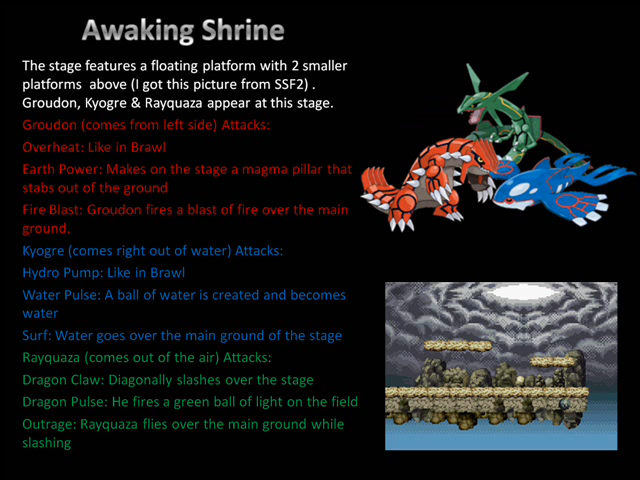 Awaking Shrine
The stage features a floating platform with 2 smaller
platforms above (I got this picture from SSF2) .
Groudon, Kyogre & Rayquaza appear at this stage.
Groudon (comes from left side) Attacks:
Overheat: Like in Brawl
Earth Power: Makes on the stage a magma pillar that
stabs out of the ground
Fire Blast: Groudon fires a blast of fire over the main
ground.
Kyogre (comes right out of water) Attacks:
Hydro Pump: Like in Brawl
Water Pulse: A ball of water is created and becomes
water
Surf: Water goes over the main ground of the stage
Rayquaza (comes out of the air) Attacks:
Dragon Claw: Diagonally slashes over the stage
Dragon Pulse: He fires a green ball of light on the field
Outrage: Rayquaza flies over the main ground while
slashing